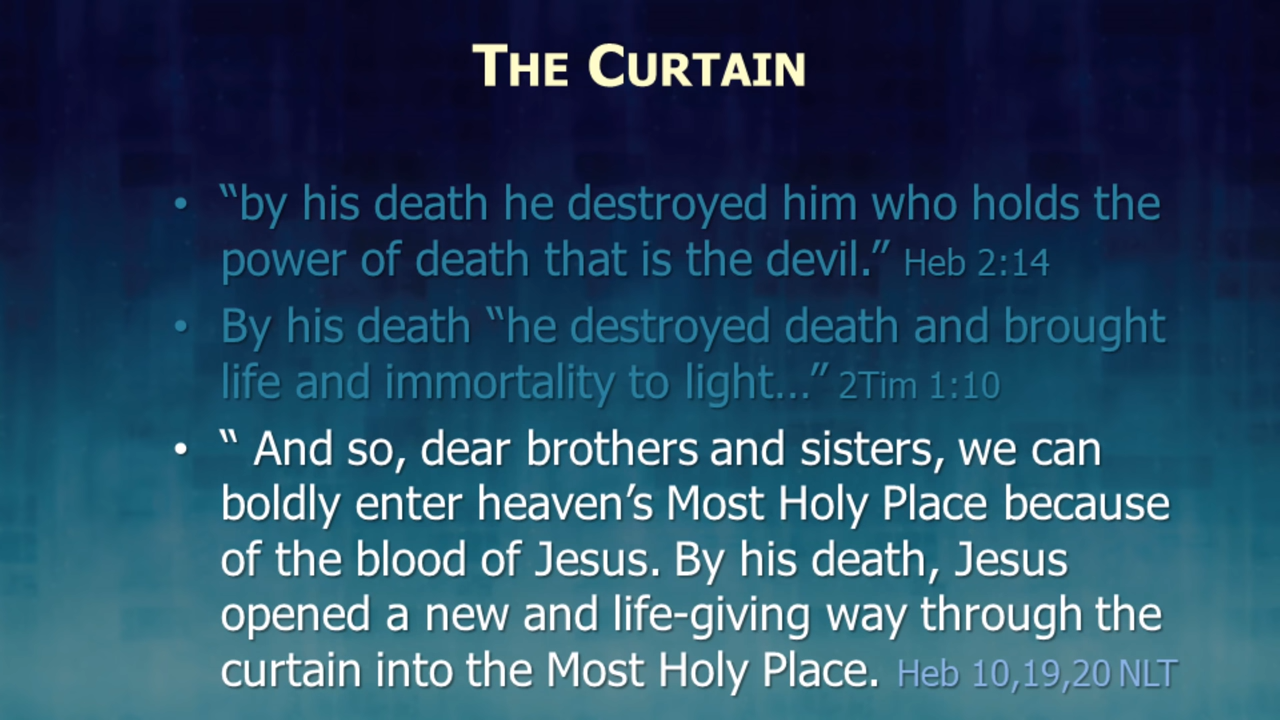 THE CURTAIN
• “by his death he destroyed him who holds the
power of death that is the devil.” Heb 2:14
• By his death “he destroyed death and brought
life and immortality to light…” 2Tim 1:10
• “ And so, dear brothers and sisters, we can
boldly enter heaven’s Most Holy Place because
of the blood of Jesus. By his death, Jesus
opened a new and life-giving way through the
curtain into the Most Holy Place. Heb 10,19,20 NLT